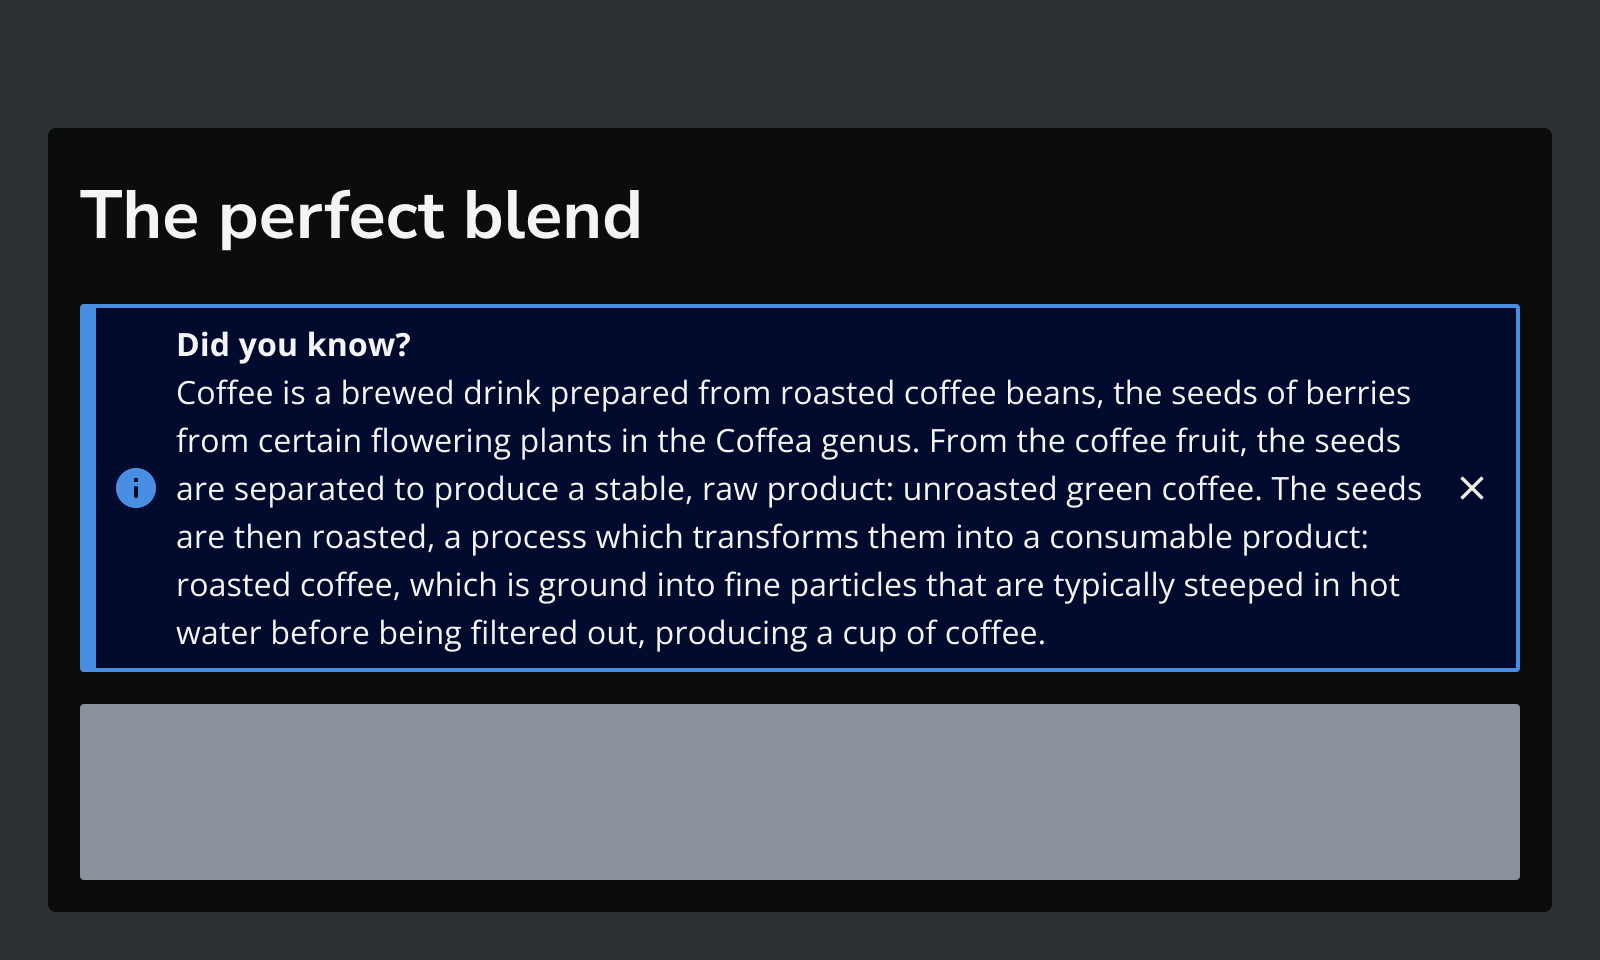 The perfect blend
Did you know?
Coffee is a brewed drink prepared from roasted coffee beans, the seeds of berries
from certain flowering plants in the Coffea genus. From the coffee fruit, the seeds
are separated to produce a stable, raw product: unroasted green coffee. The seeds
are then roasted, a process which transforms them into a consumable product:
roasted coffee, which is ground into fine particles that are typically steeped in hot
water before being filtered out, producing a cup of coffee.